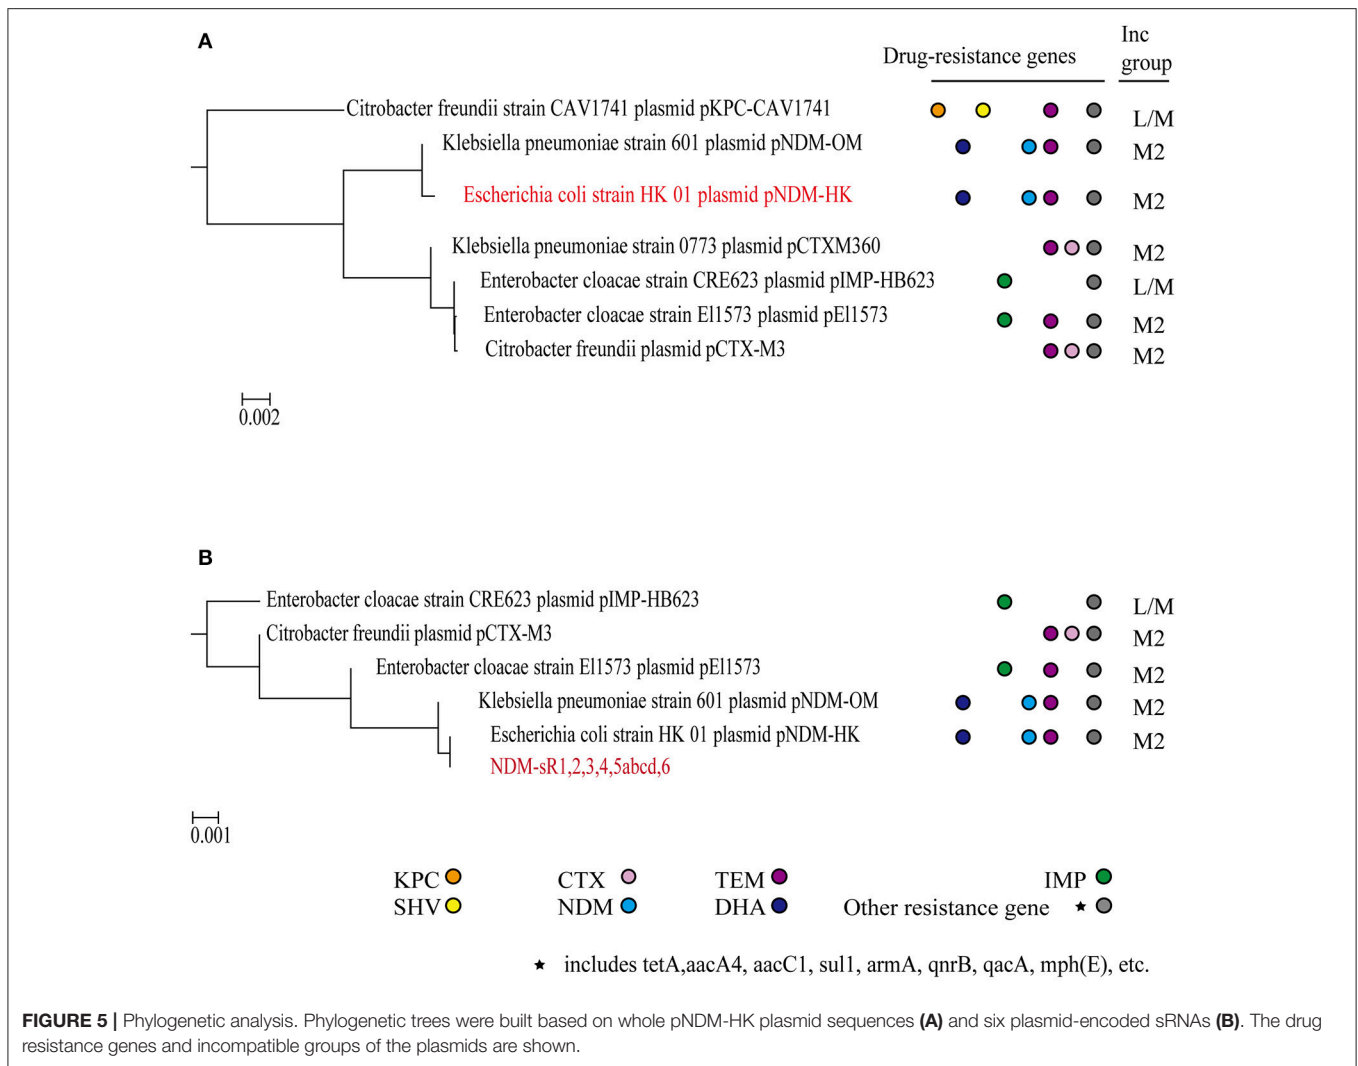 A
Drug-resistance genes
Inc
group
Citrobacter freundii strain CAV1741 plasmid pKPC-CAV1741
L/M
Klebsiella pneumoniae strain 601 plasmid pNDM-OM
M2
Escherichia coli strain HK 01 plasmid pNDM-HK
M2
Klebsiella pneumoniae strain 0773 plasmid pCTXM360
M2
Enterobacter cloacae strain CRE623 plasmid pIMP-HB623
L/M
Enterobacter cloacae strain El1573 plasmid pEl1573
M2
Citrobacter freundii plasmid pCTX-M3
M2
0.002
B
Enterobacter cloacae strain CRE623 plasmid pIMP-HB623
L/M
Citrobacter freundii plasmid pCTX-M3
M2
Enterobacter cloacae strain El1573 plasmid pEl1573
M2
Klebsiella pneumoniae strain 601 plasmid pNDM-OM
M2
Escherichia coli strain HK 01 plasmid pNDM-HK
M2
NDM-sR1,2,3,4,5abcd,6
0.001
KPC CTX TEM IMP
SHV NDM DHA Other resistance gene ★
★ includes tetA,aacA4, aacC1, sul1, armA, qnrB, qacA, mph(E), etc.
FIGURE 5 | Phylogenetic analysis. Phylogenetic trees were built based on whole pNDM-HK plasmid sequences (A) and six plasmid-encoded sRNAs (B). The drug
resistance genes and incompatible groups of the plasmids are shown.